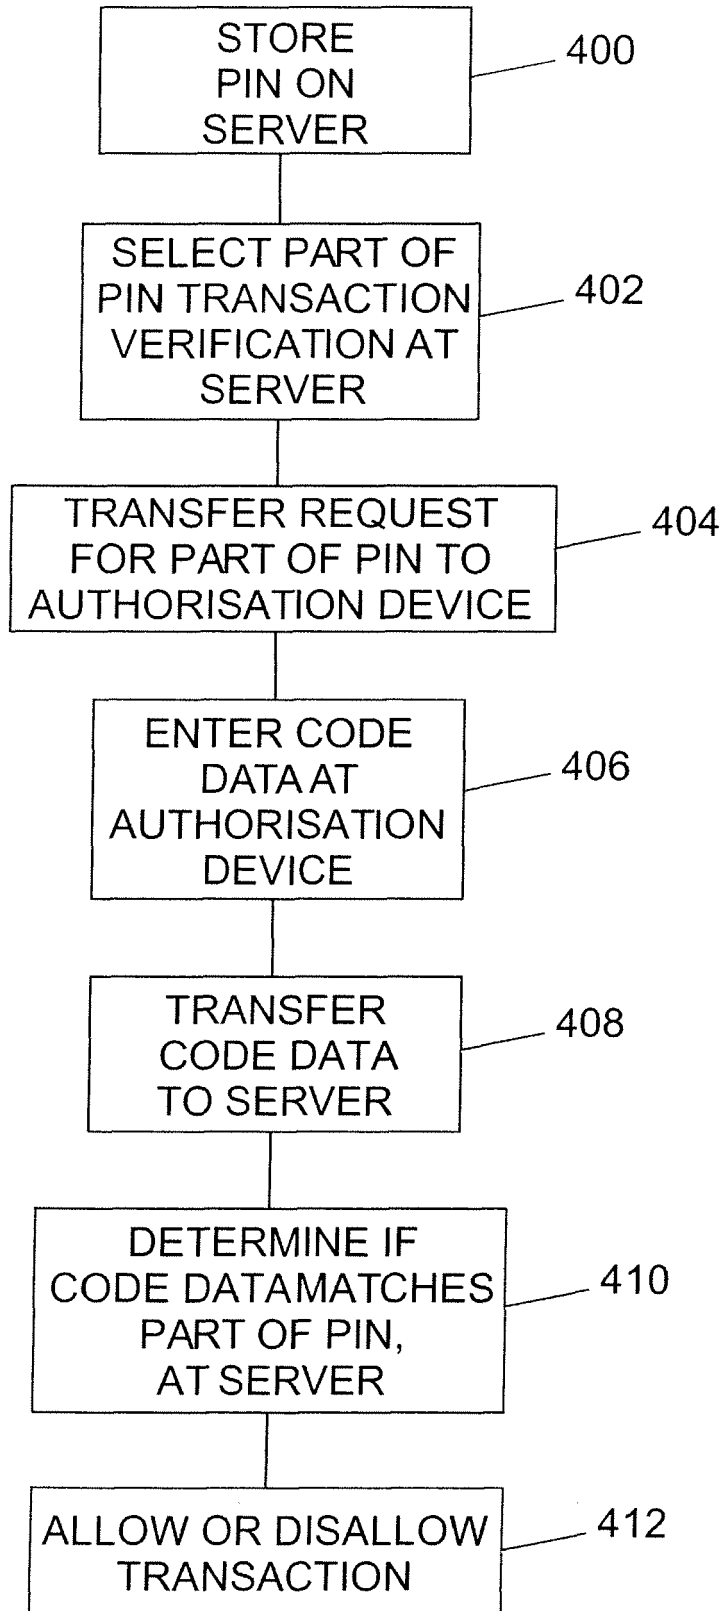 STORE
PIN ON
SERVER
400
SELECT PART OF
PIN TRANSACTION
VERIFICATION AT
SERVER
402
TRANSFER REQUEST
FOR PART OF PIN TO
AUTHORISATION DEVICE
404
ENTER CODE
DATA AT
AUTHORISATION
DEVICE
406
TRANSFER
CODE DATA
TO SERVER
408
DETERMINE IF
CODE DATA MATCHES
PART OF PIN,
AT SERVER
410
ALLOW OR DISALLOW
TRANSACTION
412